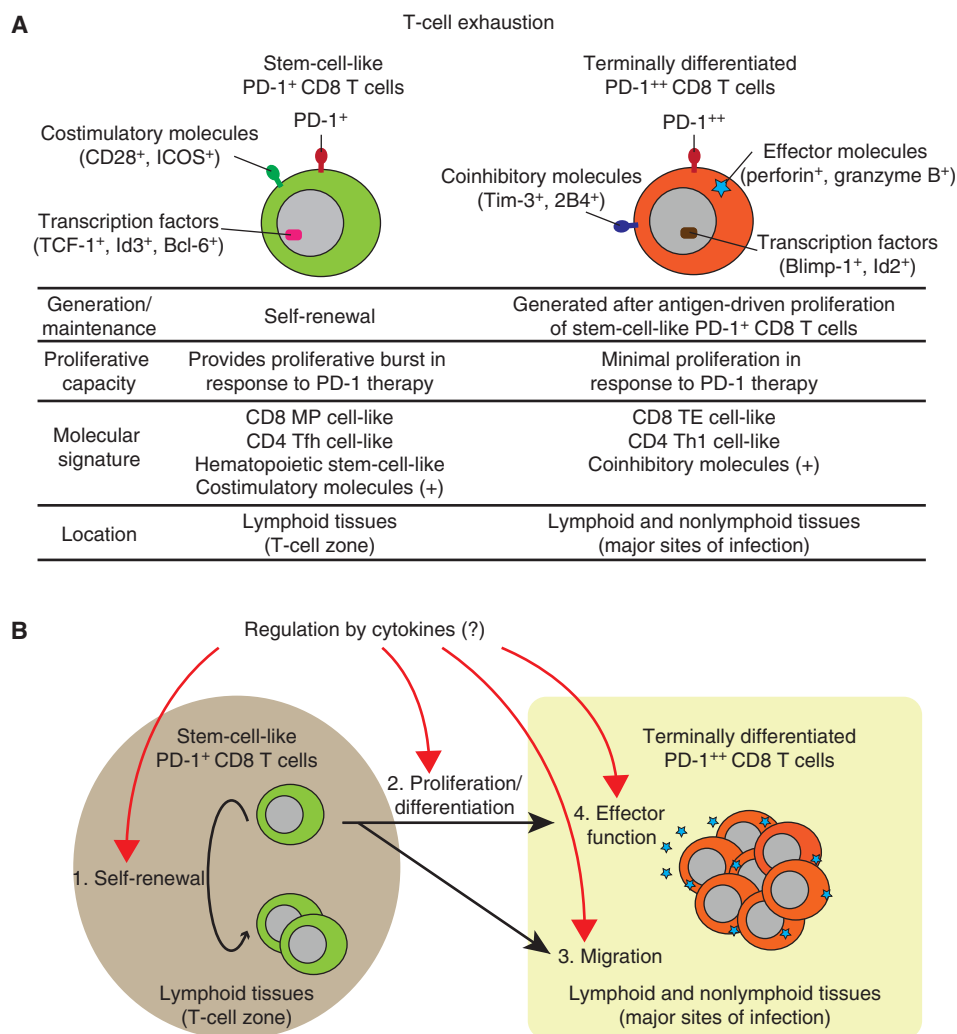 A
T-cell exhaustion
Stem-cell-like
PD-1+ CD8 T cells
Terminally differentiated
PD-1++ CD8 T cells
PD-1+
PD-1++
Costimulatory molecules
(CD28+, ICOS+)
Transcription factors
(TCF-1+, Id3+, Bcl-6+)
Coinhibitory molecules
(Tim-3+, 2B4+)
Effector molecules
(perforin+, granzyme B+)
Transcription factors
(Blimp-1+, Id2+)
Generation/
maintenance
Self-renewal
Generated after antigen-driven proliferation
of stem-cell-like PD-1+ CD8 T cells
Proliferative
capacity
Provides proliferative burst in
response to PD-1 therapy
Minimal proliferation in
response to PD-1 therapy
Molecular
signature
CD8 MP cell-like
CD4 Tfh cell-like
Hematopoietic stem-cell-like
Costimulatory molecules (+)
CD8 TE cell-like
CD4 Th1 cell-like
Coinhibitory molecules (+)
Location
Lymphoid tissues
(T-cell zone)
Lymphoid and nonlymphoid tissues
(major sites of infection)
B
Regulation by cytokines (?)
Stem-cell-like
PD-1+ CD8 T cells
1. Self-renewal
Lymphoid tissues
(T-cell zone)
2. Proliferation/
differentiation
Terminally differentiated
PD-1++ CD8 T cells
4. Effector
function
3. Migration
Lymphoid and nonlymphoid tissues
(major sites of infection)